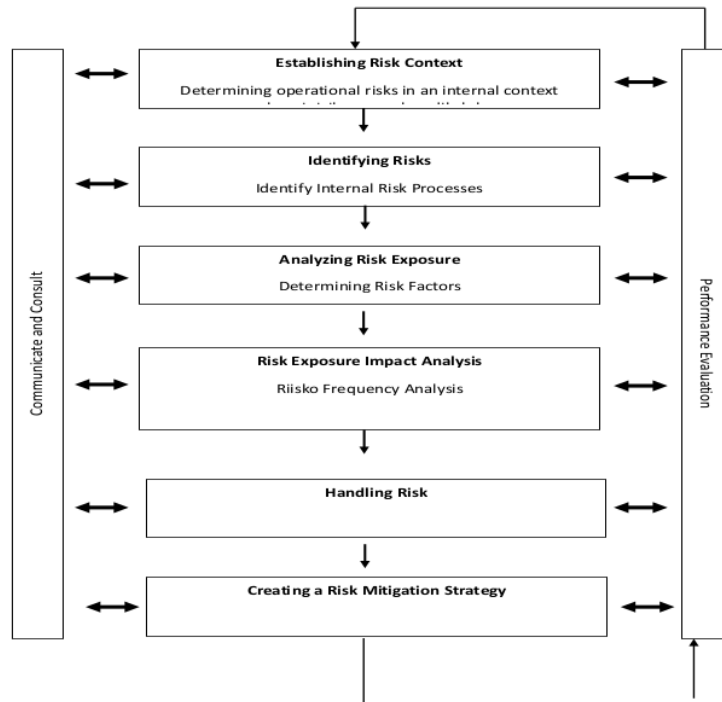 Establishing Risk Context
Determining operational risks in an internal context
Identifying Risks
Identify Internal Risk Processes
Analyzing Risk Exposure
Determining Risk Factors
Risk Exposure Impact Analysis
Riisko Frequency Analysis
Handling Risk
Creating a Risk Mitigation Strategy
Communicate and Consult
Performance Evaluation